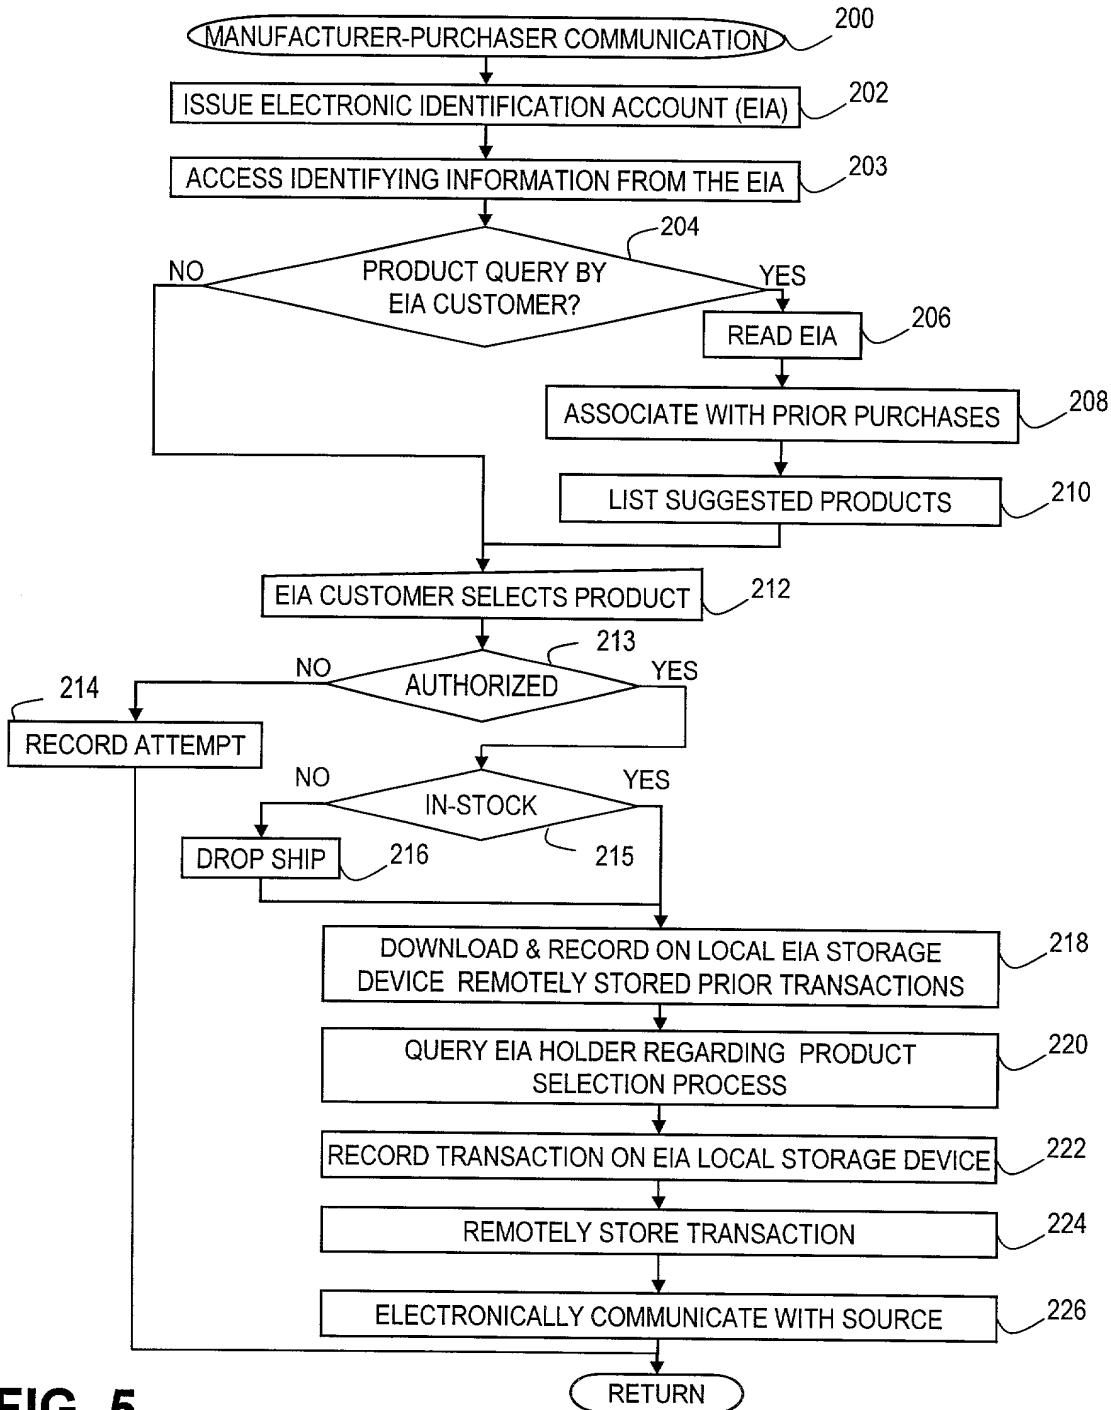 MANUFACTURER-PURCHASER COMMUNICATION
200
ISSUE ELECTRONIC IDENTIFICATION ACCOUNT (EIA)
202
ACCESS IDENTIFYING INFORMATION FROM THE EIA
203
204
PRODUCT QUERY BY
EIA CUSTOMER?
NO
YES
READ EIA
206
ASSOCIATE WITH PRIOR PURCHASES
208
LIST SUGGESTED PRODUCTS
210
EIA CUSTOMER SELECTS PRODUCT
212
213
NO
AUTHORIZED
YES
214
RECORD ATTEMPT
NO
IN-STOCK
YES
215
DROP SHIP
216
DOWNLOAD & RECORD ON LOCAL EIA STORAGE
DEVICE REMOTELY STORED PRIOR TRANSACTIONS
218
QUERY EIA HOLDER REGARDING PRODUCT
SELECTION PROCESS
220
RECORD TRANSACTION ON EIA LOCAL STORAGE DEVICE
222
REMOTELY STORE TRANSACTION
224
ELECTRONICALLY COMMUNICATE WITH SOURCE
226
RETURN
FIG. 5